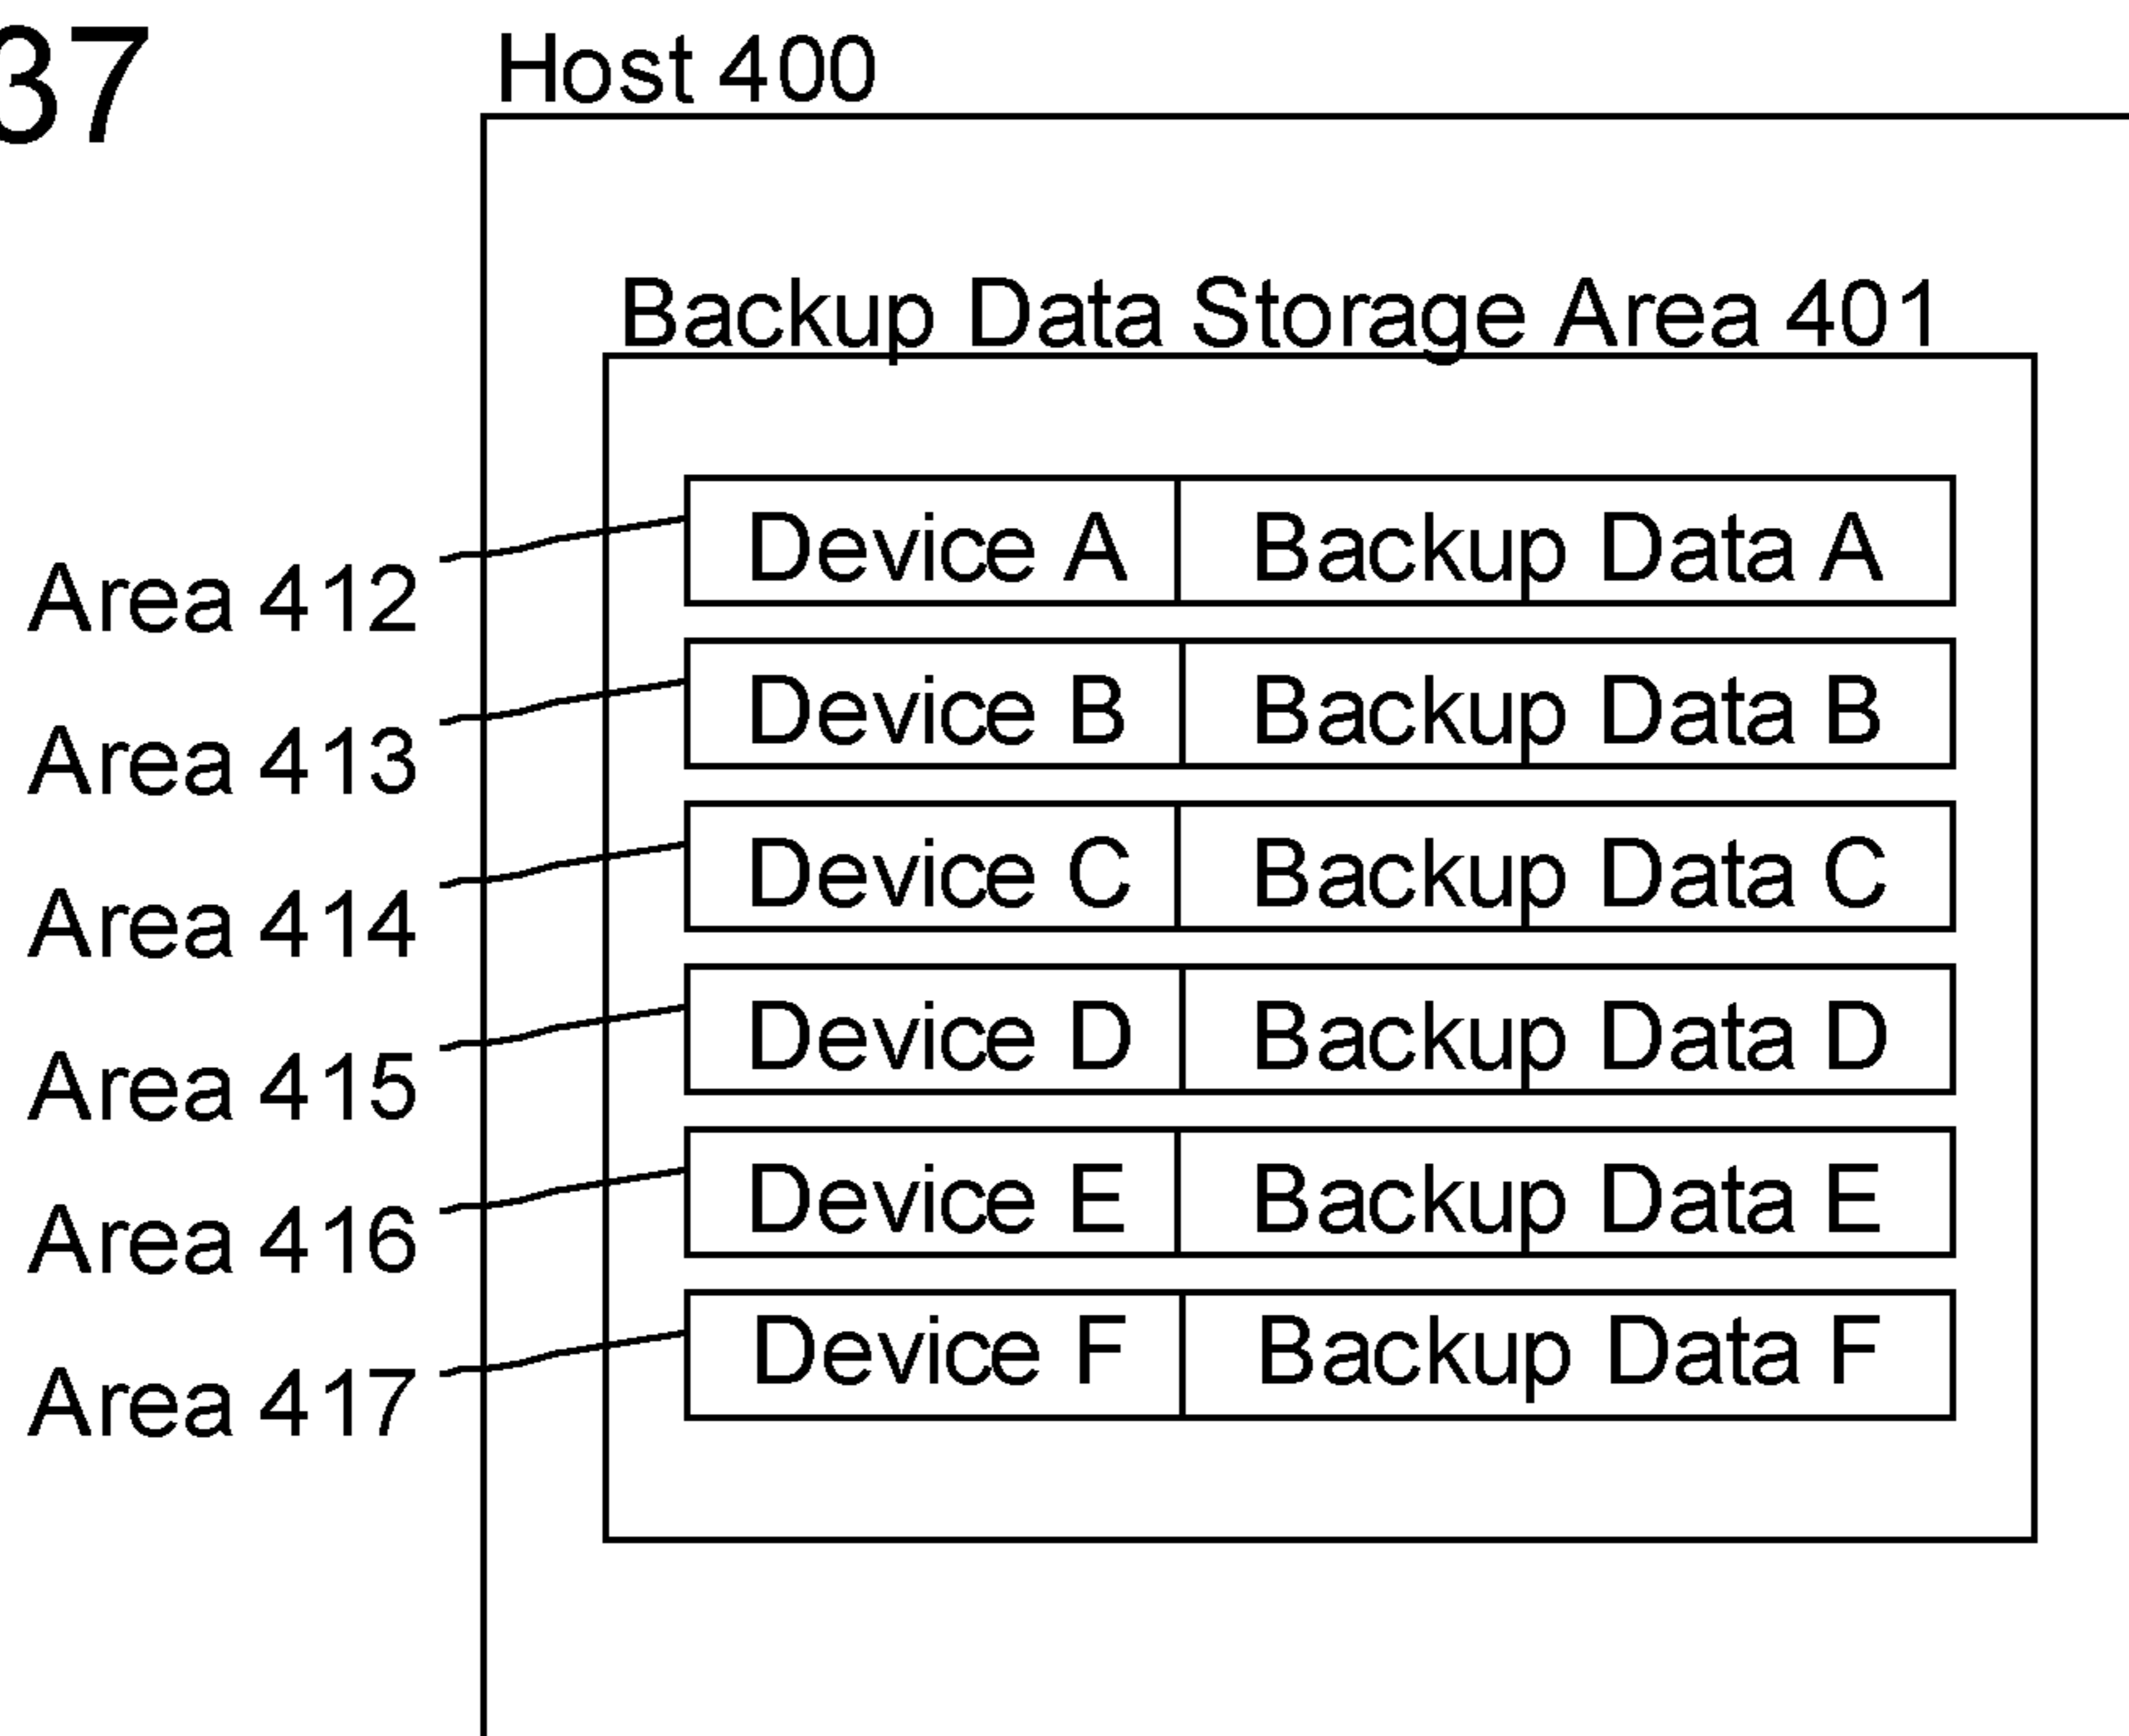 37
Host 400
Backup Data Storage Area 401
Area 412 Device A Backup Data A
Area 413 Device B Backup Data B
Area 414 Device C Backup Data C
Area 415 Device D Backup Data D
Area 416 Device E Backup Data E
Area 417 Device F Backup Data F